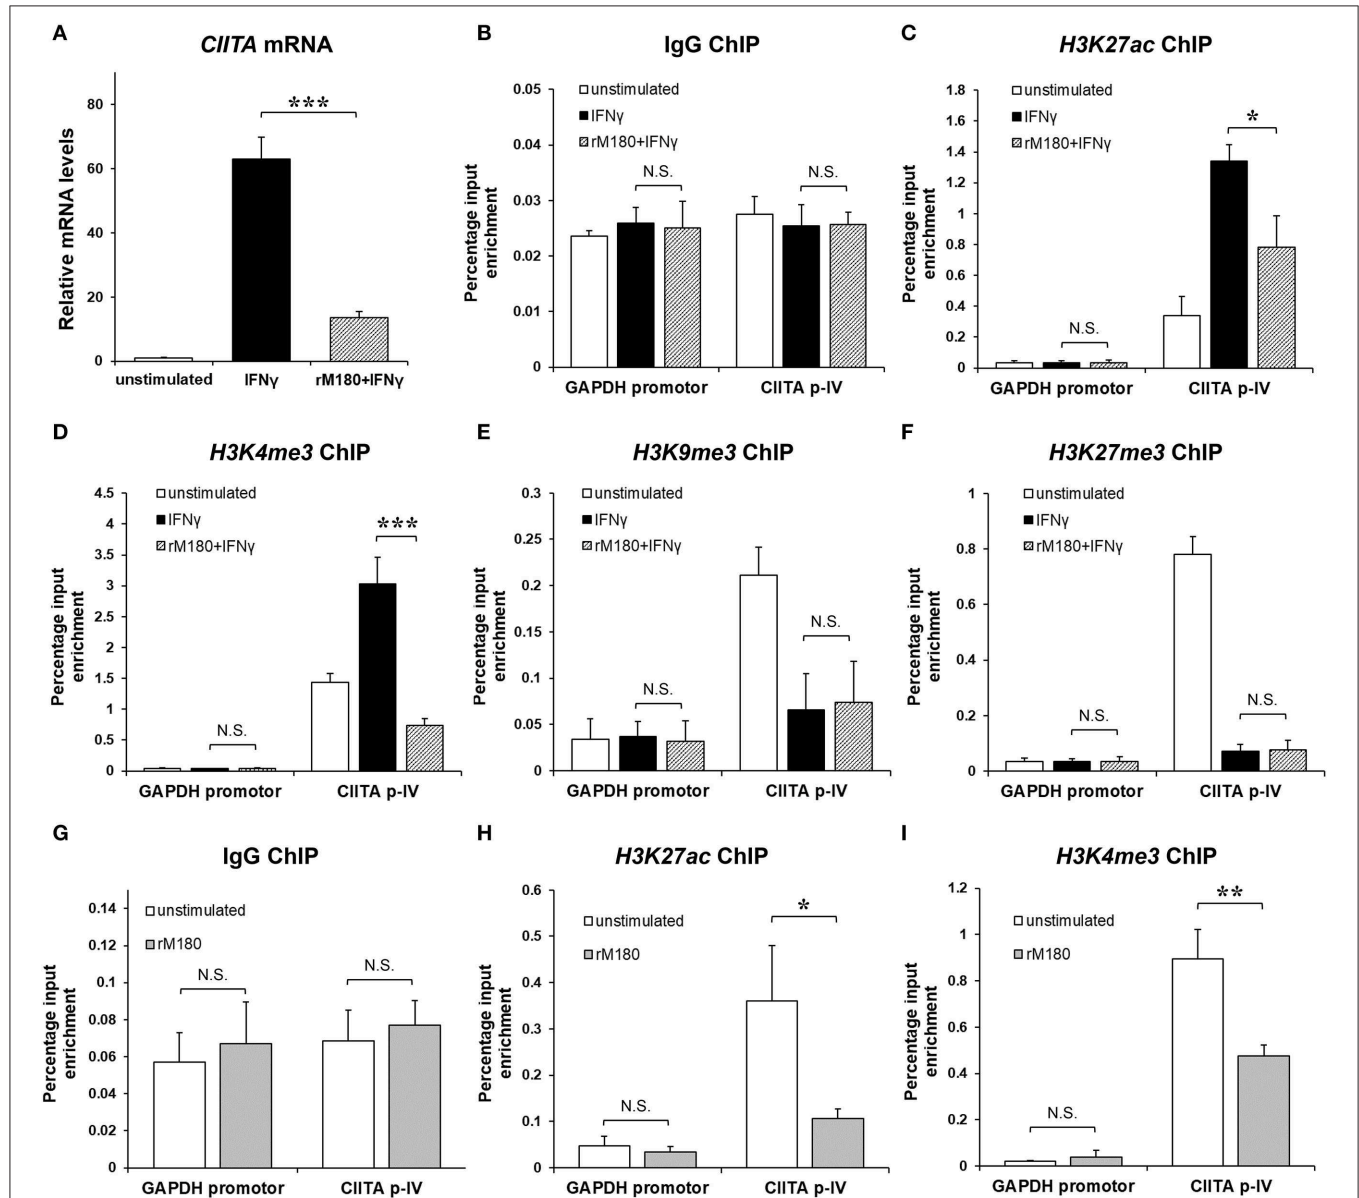 A
CIITA mRNA
Relative mRNA levels
80
60
40
20
0
***
unstimulated IFNγ rM180+IFNγ
B
IgG ChIP
Percentage input
enrichment
0.05
0.04
0.03
0.02
0.01
0
unstimulated
IFNγ
rM180+IFNγ
N.S. N.S.
GAPDH promotor CIITA p-IV
C
H3K27ac ChIP
Percentage input
enrichment
1.8
1.6
1.4
1.2
1
0.8
0.6
0.4
0.2
0
unstimulated
IFNγ
rM180+IFNγ
*
N.S.
GAPDH promotor CIITA p-IV
D
H3K4me3 ChIP
Percentage input
enrichment
4.5
4
3.5
3
2.5
2
1.5
1
0.5
0
unstimulated
IFNγ
rM180+IFNγ
***
N.S.
GAPDH promotor CIITA p-IV
E
H3K9me3 ChIP
Percentage input
enrichment
0.3
0.25
0.2
0.15
0.1
0.05
0
unstimulated
IFNγ
rM180+IFNγ
N.S.
N.S.
GAPDH promotor CIITA p-IV
F
H3K27me3 ChIP
Percentage input
enrichment
1
0.8
0.6
0.4
0.2
0
unstimulated
IFNγ
rM180+IFNγ
N.S.
N.S.
GAPDH promotor CIITA p-IV
G
IgG ChIP
Percentage input
enrichment
0.14
0.12
0.1
0.08
0.06
0.04
0.02
0
unstimulated
rM180
N.S.
N.S.
GAPDH promotor CIITA p-IV
H
H3K27ac ChIP
Percentage input
enrichment
0.6
0.5
0.4
0.3
0.2
0.1
0
unstimulated
rM180
*
N.S.
GAPDH promotor CIITA p-IV
I
H3K4me3 ChIP
Percentage input
enrichment
1.2
1
0.8
0.6
0.4
0.2
0
unstimulated
rM180
**
N.S.
GAPDH promotor CIITA p-IV